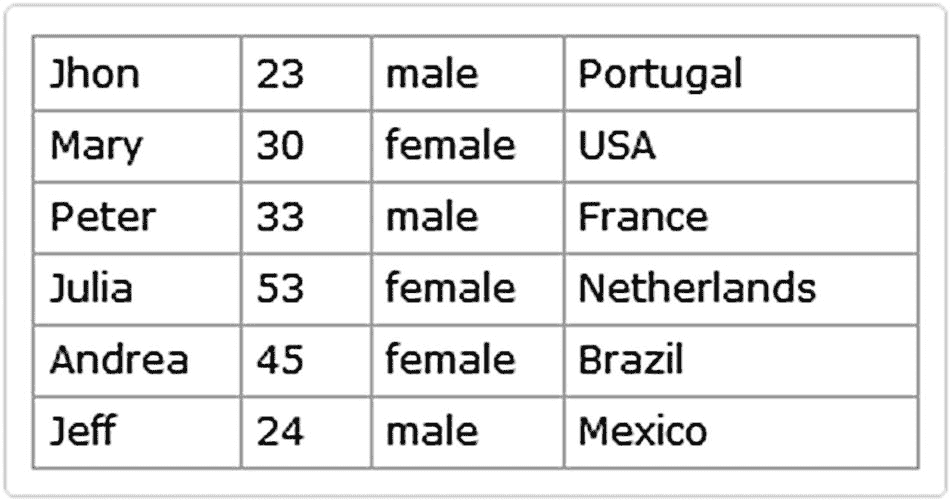 Jhon 23 male Portugal
Mary 30 female USA
Peter 33 male France
Julia 53 female Netherlands
Andrea 45 female Brazil
Jeff 24 male Mexico